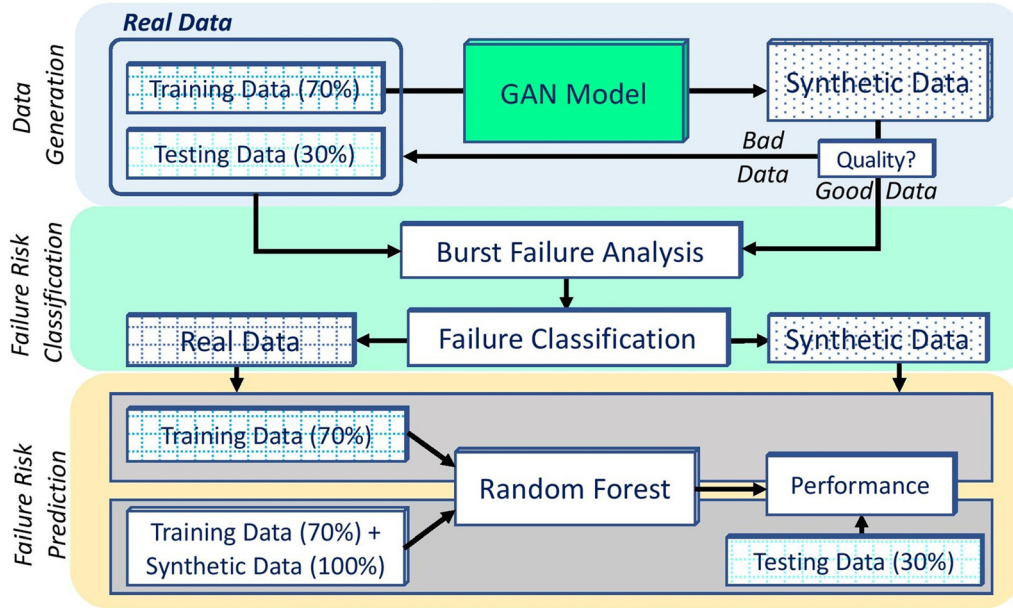 Real Data
Data
Generation
Training Data (70%)
GAN Model
Synthetic Data
Testing Data (30%)
Bad
Data
Quality?
Good Data
Failure Risk
Classification
Burst Failure Analysis
Real Data
Failure Classification
Synthetic Data
Failure Risk
Prediction
Training Data (70%)
Random Forest
Performance
Training Data (70%) +
Synthetic Data (100%)
Testing Data (30%)